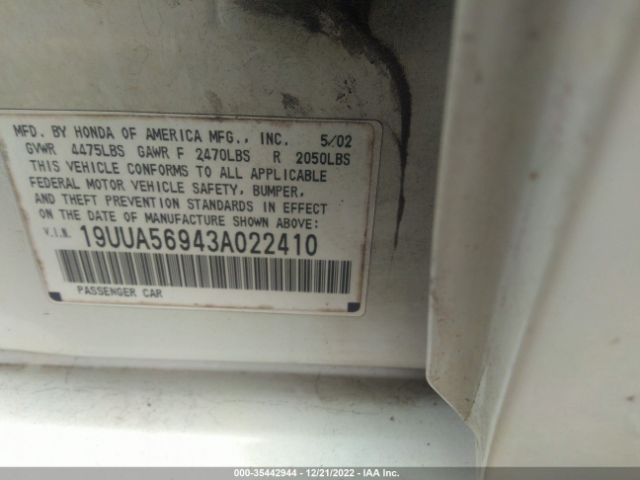 MFD. BY HONDA OF AMERICA MFG., INC. 5/02
GVWR 4475LBS GAWR F 2470LBS R 2050LBS
THIS VEHICLE CONFORMS TO ALL APPLICABLE
FEDERAL MOTOR VEHICLE SAFETY, BUMPER,
AND THEFT PREVENTION STANDARDS IN EFFECT
ON THE DATE OF MANUFACTURE SHOWN ABOVE:
V.I.N. 19UUA56943A022410
PASSENGER CAR
000-35442944 - 12/21/2022 - IAA Inc.